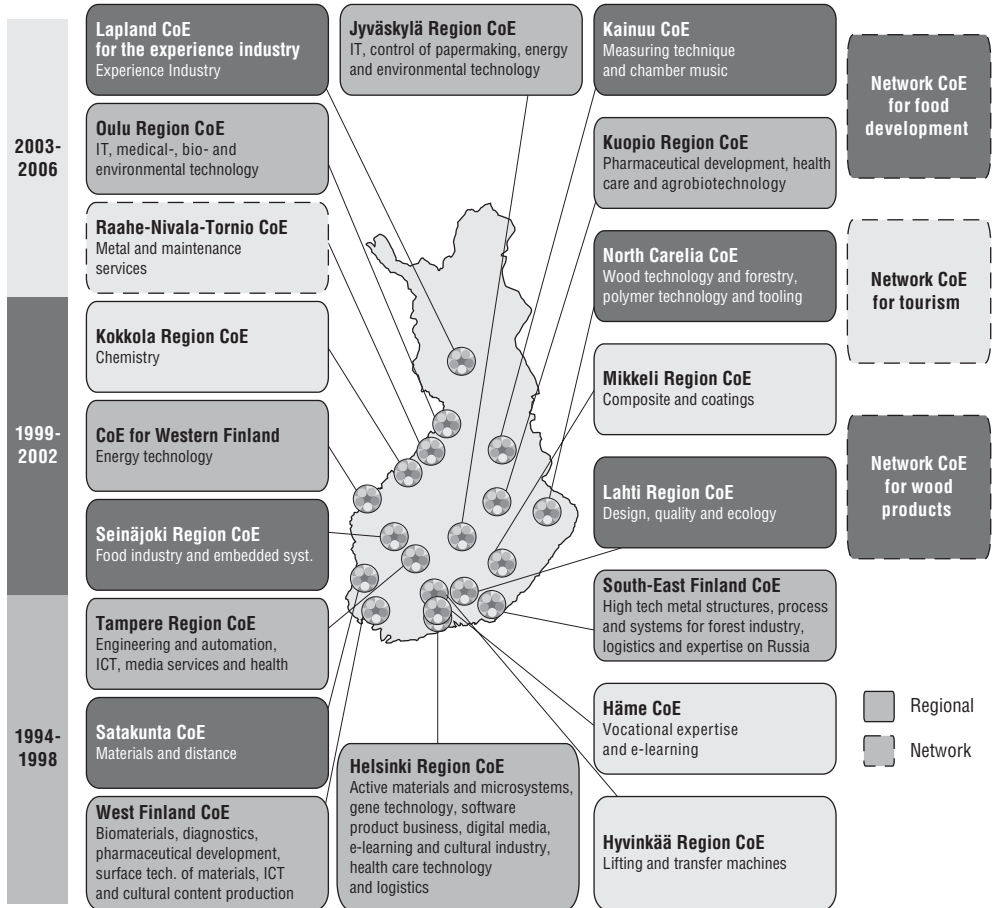 2003-
2006
1999-
2002
1994-
1998
Lapland CoE
for the experience industry
Experience Industry
Oulu Region CoE
IT, medical-, bio- and
environmental technology
Raahe-Nivala-Tornio CoE
Metal and maintenance
services
Kokkola Region CoE
Chemistry
CoE for Western Finland
Energy technology
Seinäjoki Region CoE
Food industry and embedded syst.
Tampere Region CoE
Engineering and automation,
ICT, media services and health
Satakunta CoE
Materials and distance
West Finland CoE
Biomaterials, diagnostics,
pharmaceutical development,
surface tech. of materials, ICT
and cultural content production
Jyväskylä Region CoE
IT, control of papermaking, energy
and environmental technology
Helsinki Region CoE
Active materials and microsystems,
gene technology, software
product business, digital media,
e-learning and cultural industry,
health care technology
and logistics
Kainuu CoE
Measuring technique
and chamber music
Kuopio Region CoE
Pharmaceutical development, health
care and agrobiotechnology
North Carelia CoE
Wood technology and forestry,
polymer technology and tooling
Mikkeli Region CoE
Composite and coatings
Lahti Region CoE
Design, quality and ecology
South-East Finland CoE
High tech metal structures, process
and systems for forest industry,
logistics and expertise on Russia
Häme CoE
Vocational expertise
and e-learning
Hyvinkää Region CoE
Lifting and transfer machines
Network CoE
for food
development
Network CoE
for tourism
Network CoE
for wood
products
Regional
Network